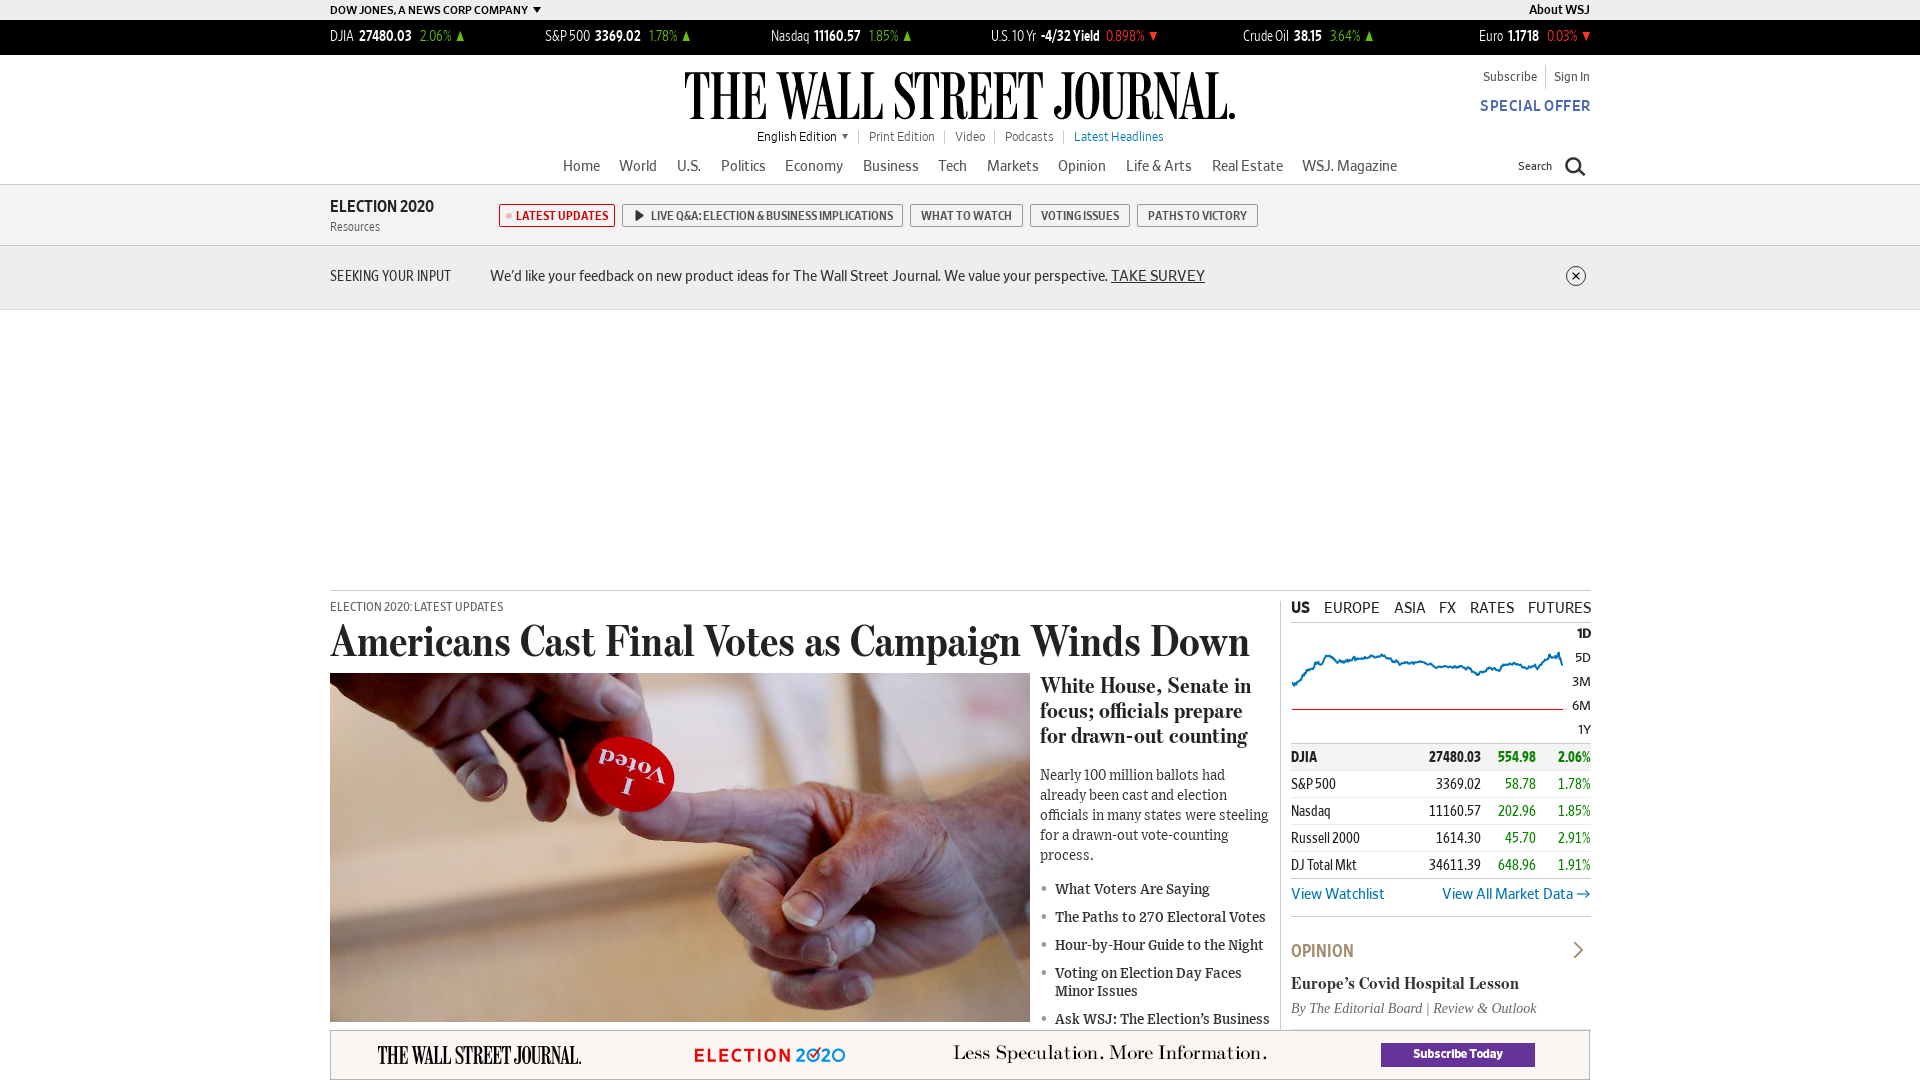 DOW JONES, A NEWS CORP COMPANY
About WSJ
DJIA 27480.03 2.06%
S&P 500 3369.02 1.78%
Nasdaq 11160.57 1.85%
U.S. 10 Yr -4/32 Yield 0.898%
Crude Oil 38.15 3.64%
Euro 1.1718 0.03%
THE WALL STREET JOURNAL.
Subscribe
Sign In
SPECIAL OFFER
English Edition
Print Edition
Video
Podcasts
Latest Headlines
Home World U.S. Politics Economy Business Tech Markets Opinion Life & Arts Real Estate WSJ. Magazine
Search
ELECTION 2020
Resources
LATEST UPDATES
LIVE Q&A: ELECTION & BUSINESS IMPLICATIONS
WHAT TO WATCH
VOTING ISSUES
PATHS TO VICTORY
SEEKING YOUR INPUT
We’d like your feedback on new product ideas for The Wall Street Journal. We value your perspective. TAKE SURVEY
ELECTION 2020: LATEST UPDATES
Americans Cast Final Votes as Campaign Winds Down
I
Voted
White House, Senate in
focus; officials prepare
for drawn-out counting
Nearly 100 million ballots had
already been cast and election
officials in many states were steeling
for a drawn-out vote-counting
process.
• What Voters Are Saying
• The Paths to 270 Electoral Votes
• Hour-by-Hour Guide to the Night
• Voting on Election Day Faces
Minor Issues
• Ask WSJ: The Election’s Business
US EUROPE ASIA FX RATES FUTURES
1D
5D
3M
6M
1Y
DJIA 27480.03 554.98 2.06%
S&P 500 3369.02 58.78 1.78%
Nasdaq 11160.57 202.96 1.85%
Russell 2000 1614.30 45.70 2.91%
DJ Total Mkt 34611.39 648.96 1.91%
View Watchlist
View All Market Data
OPINION
Europe’s Covid Hospital Lesson
By The Editorial Board | Review & Outlook
THE WALL STREET JOURNAL.
ELECTION 2020
Less Speculation. More Information.
Subscribe Today